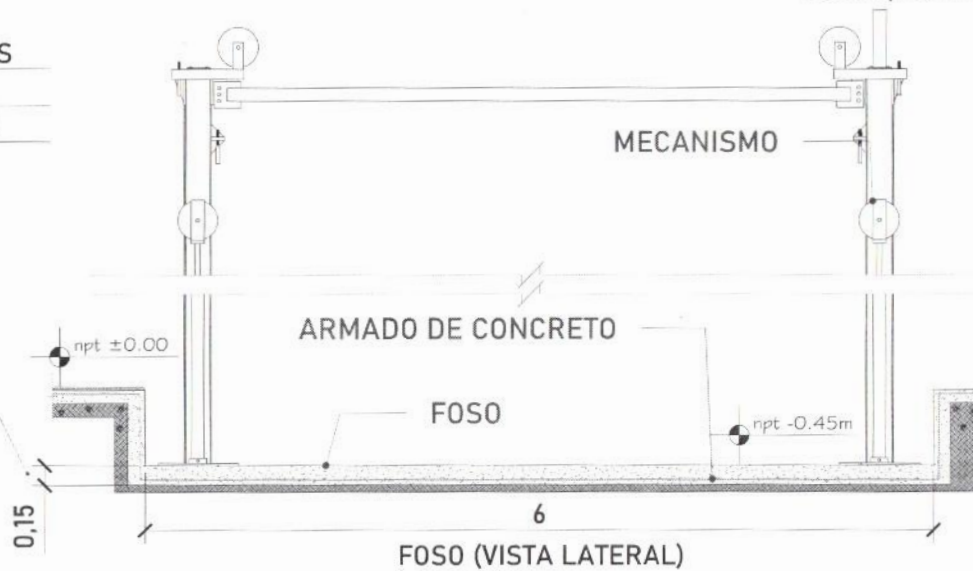 S
MECANISMO
ARMADO DE CONCRETO
npt ±0.00
FOSO
npt -0.45m
0,15
6
FOSO (VISTA LATERAL)